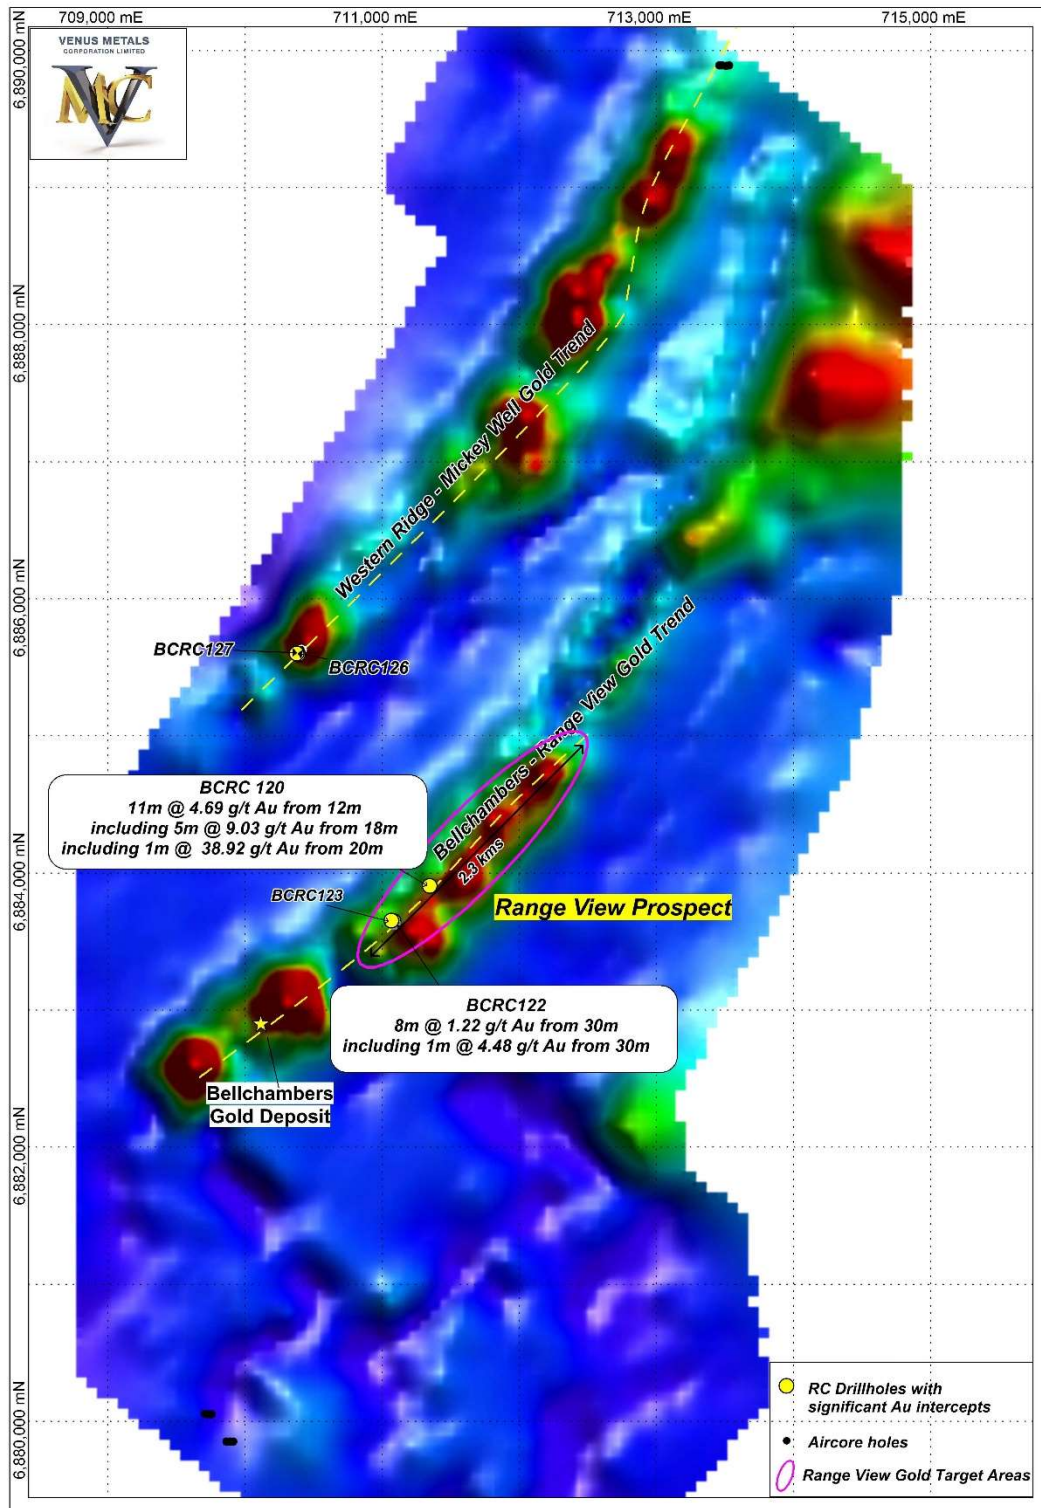 709,000 mE
711,000 mE
713,000 mE
715,000 mE
6,890,000 mN
VENUS METALS
CORPORATION LIMITED
VMC
6,888,000 mN
Western Ridge - Mickey Well Gold Trend
6,886,000 mN
BCRC127
BCRC126
Bellchambers - Range View Gold Trend
BCRC 120
11m @ 4.69 g/t Au from 12m
including 5m @ 9.03 g/t Au from 18m
including 1m @ 38.92 g/t Au from 20m
2.3 kms
6,884,000 mN
BCRC123
Range View Prospect
BCRC122
8m @ 1.22 g/t Au from 30m
including 1m @ 4.48 g/t Au from 30m
Bellchambers
Gold Deposit
6,882,000 mN
6,880,000 mN
RC Drillholes with
significant Au intercepts
Aircore holes
Range View Gold Target Areas